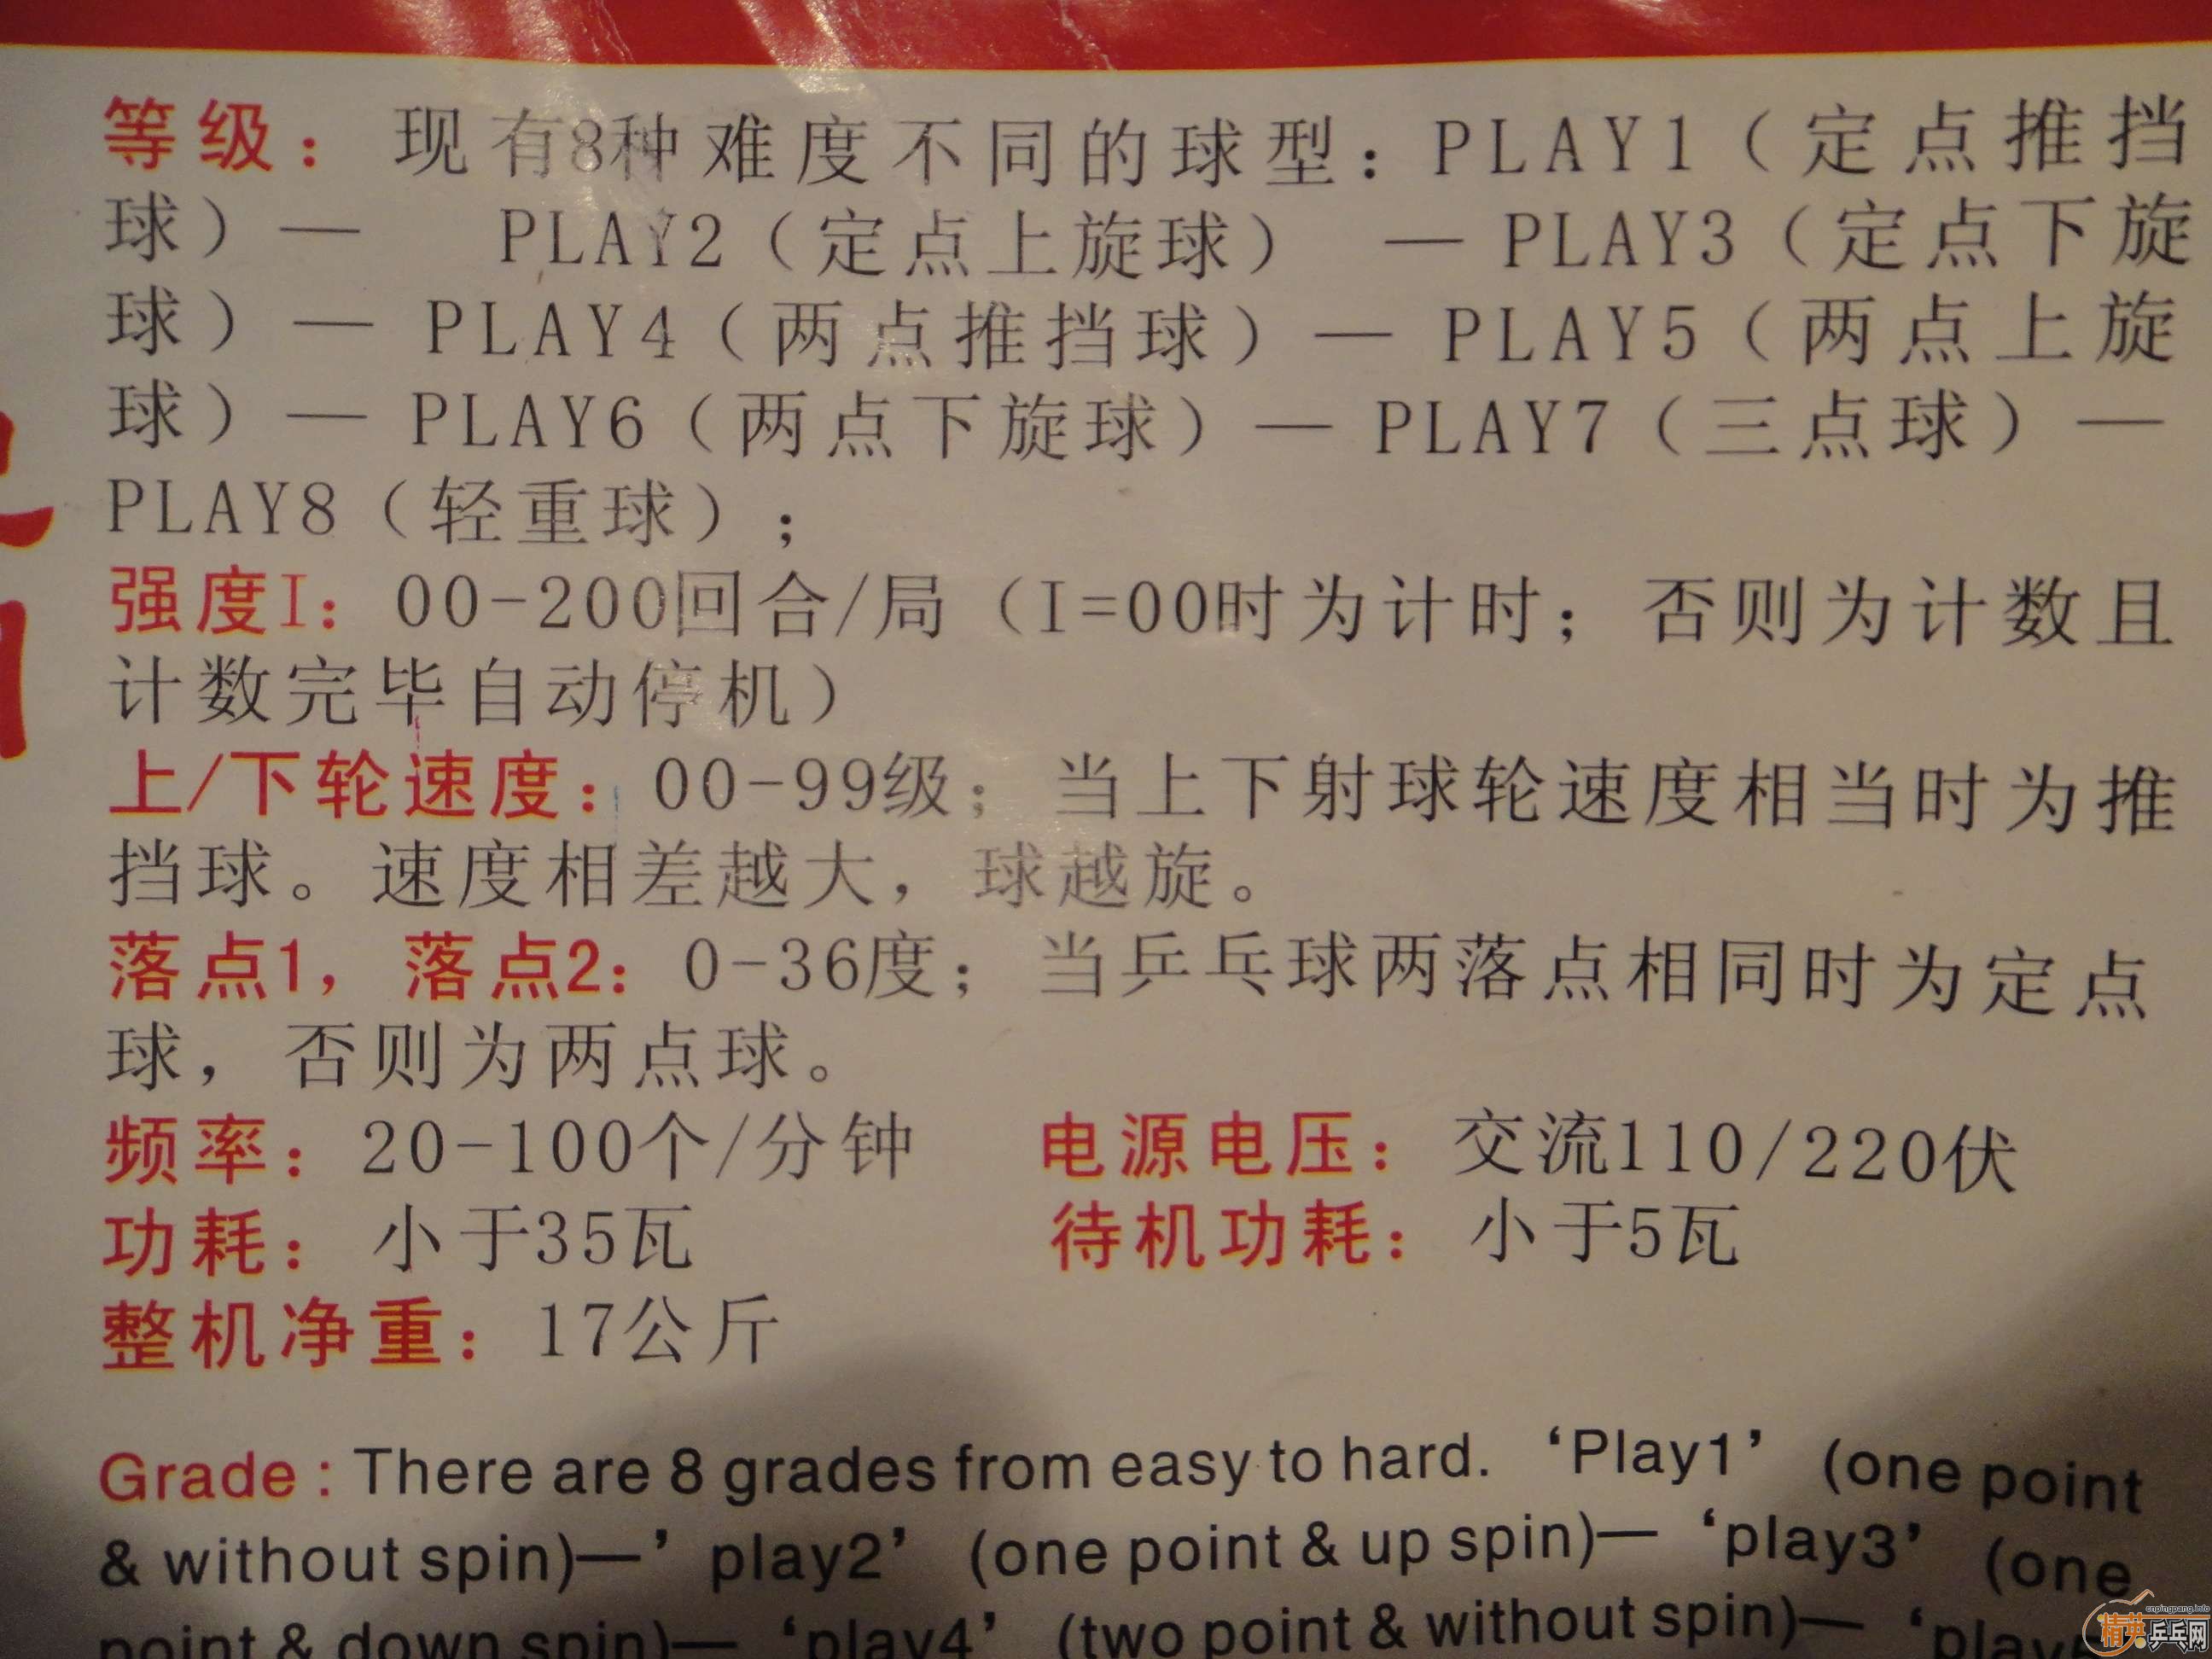 等级：现有8种难度不同的球型：PLAY1（定点推挡
球）— PLAY2（定点上旋球） — PLAY3（定点下旋
球）— PLAY4（两点推挡球）— PLAY5（两点上旋
球）— PLAY6（两点下旋球）— PLAY7（三点球）—
PLAY8（轻重球）；
强度I：00-200回合/局（I=00时为计时；否则为计数且
计数完毕自动停机）
上/下轮速度：00-99级；当上下射球轮速度相当时为推
挡球。速度相差越大，球越旋。
落点1，落点2：0-36度；当乒乓球两落点相同时为定点
球，否则为两点球。
频率：20-100个/分钟 电源电压：交流110/220伏
功耗：小于35瓦 待机功耗：小于5瓦
整机净重：17公斤
Grade : There are 8 grades from easy to hard. ‘Play1’ (one point
& without spin)—’ play2’ (one point & up spin)— ‘play3’ (one
point & down spin)— ‘play4’ (two point & without spin)—
cnpingpang.info
精英乒乓网